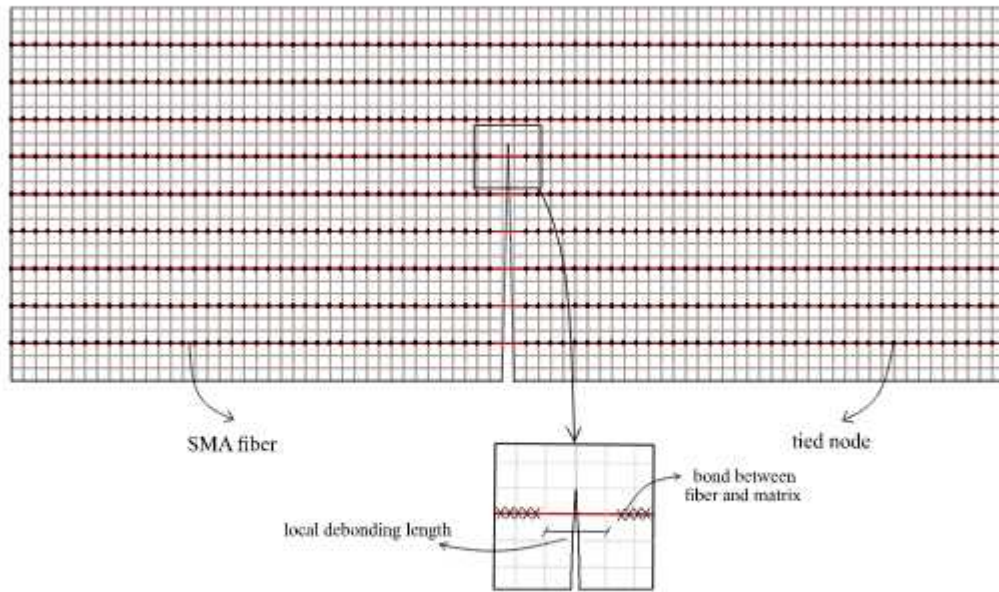 SMA fiber
tied node
bond between
fiber and matrix
local debonding length